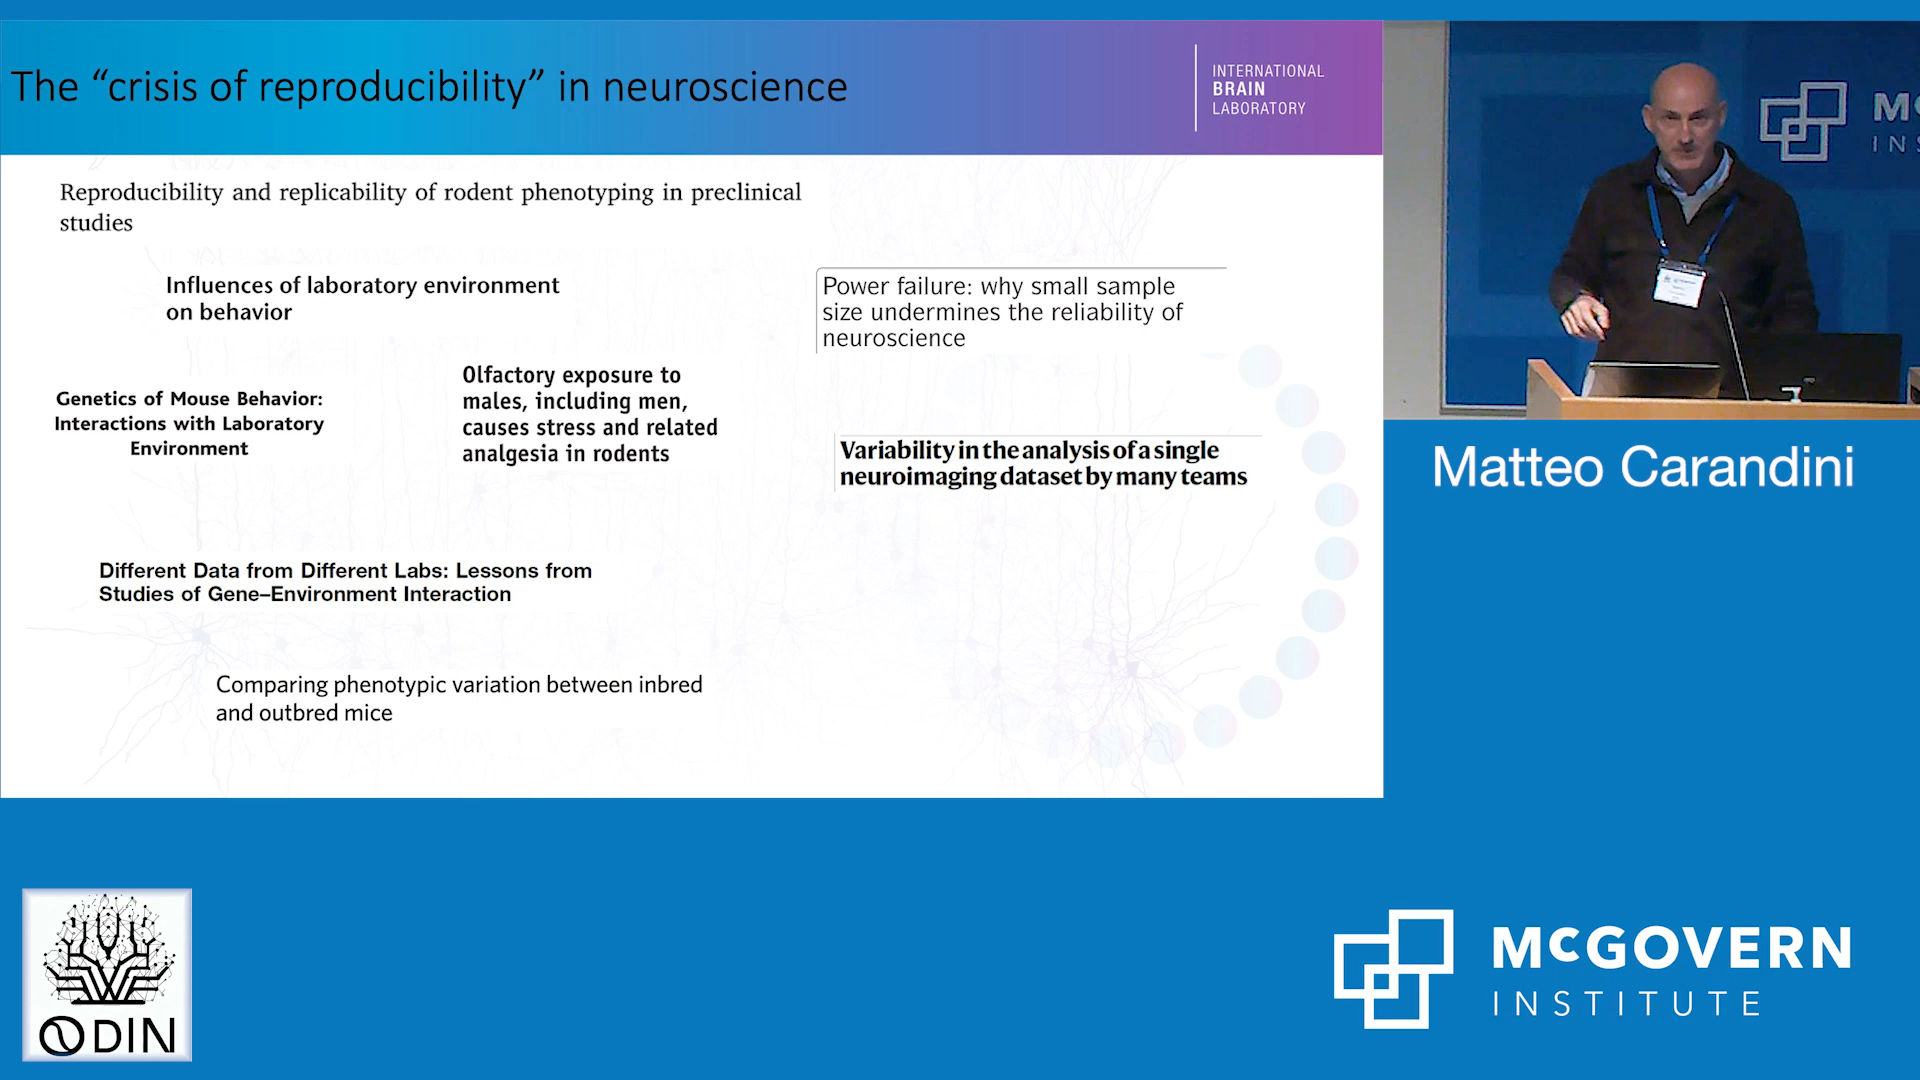 The “crisis of reproducibility” in neuroscience
INTERNATIONAL
BRAIN
LABORATORY
Reproducibility and replicability of rodent phenotyping in preclinical
studies
Influences of laboratory environment
on behavior
Power failure: why small sample
size undermines the reliability of
neuroscience
Genetics of Mouse Behavior:
Interactions with Laboratory
Environment
Olfactory exposure to
males, including men,
causes stress and related
analgesia in rodents
Variability in the analysis of a single
neuroimaging dataset by many teams
Different Data from Different Labs: Lessons from
Studies of Gene–Environment Interaction
Comparing phenotypic variation between inbred
and outbred mice
Mc
INS
Matteo Carandini
ODIN
McGOVERN
INSTITUTE